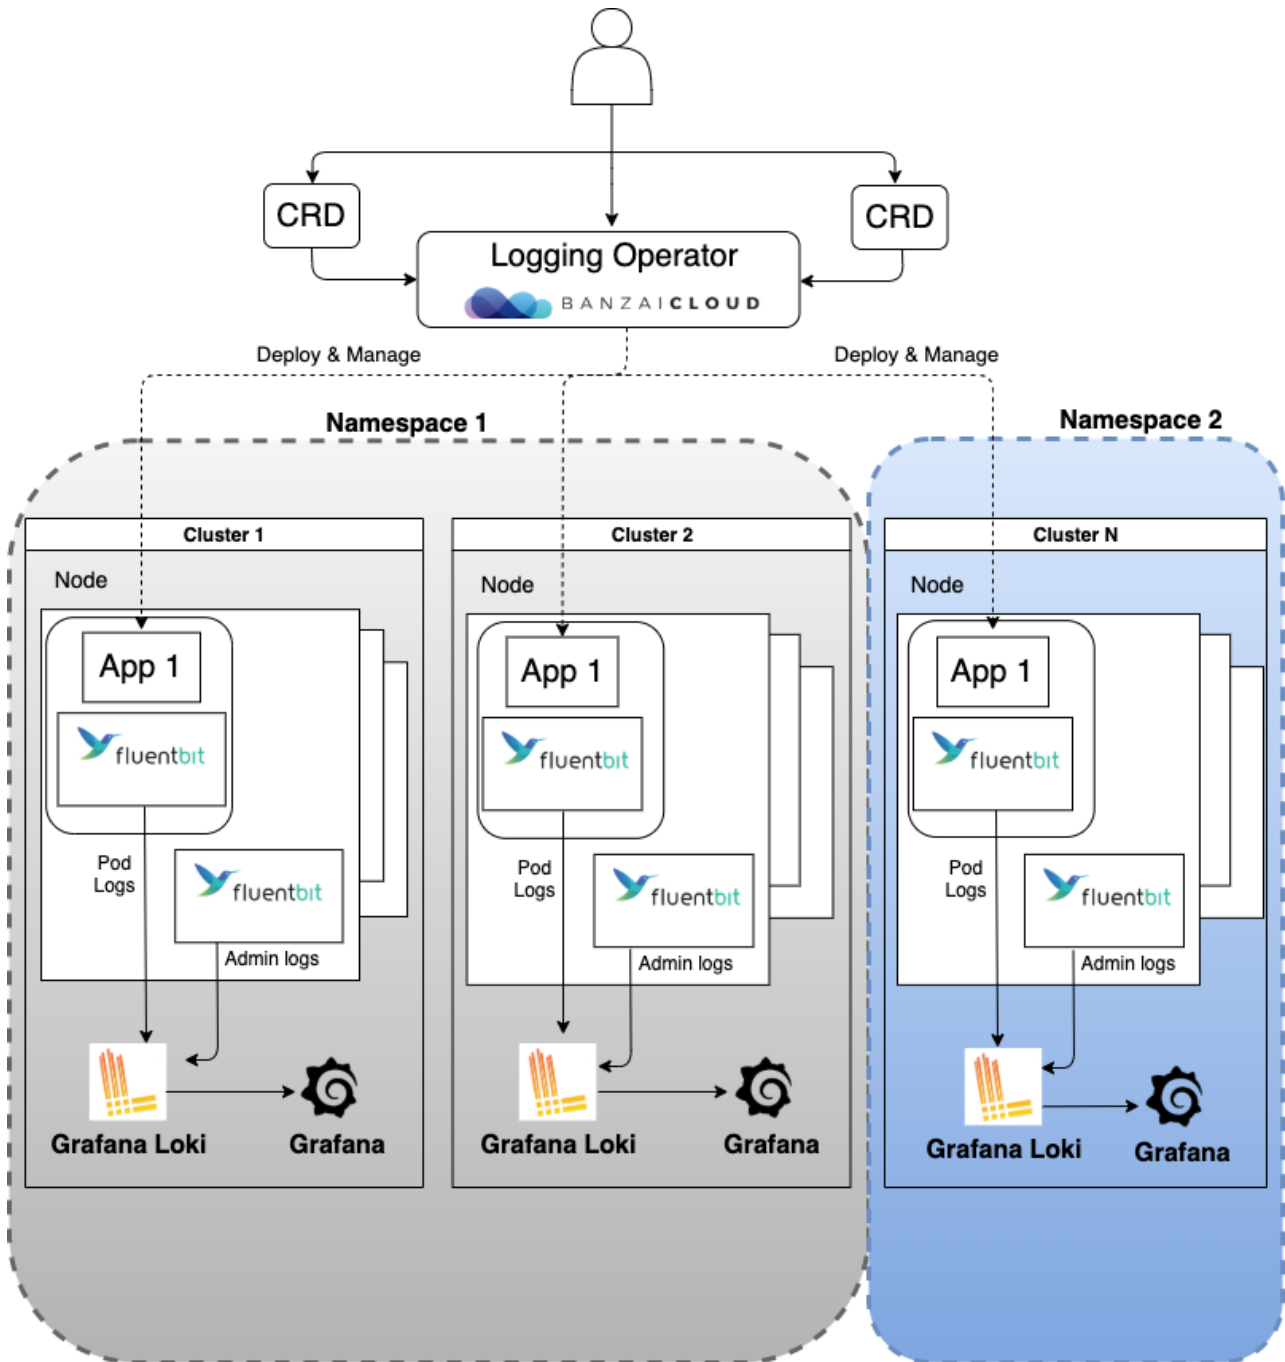 CRD
CRD
Logging Operator
BANZAICLOUD
Deploy & Manage
Deploy & Manage
Namespace 1
Namespace 2
Cluster 1
Node
App 1
fluentbit
Pod
Logs
fluentbit
Admin logs
Grafana Loki
Grafana
Cluster 2
Node
App 1
fluentbit
Pod
Logs
fluentbit
Admin logs
Grafana Loki
Grafana
Cluster N
Node
App 1
fluentbit
Pod
Logs
fluentbit
Admin logs
Grafana Loki
Grafana